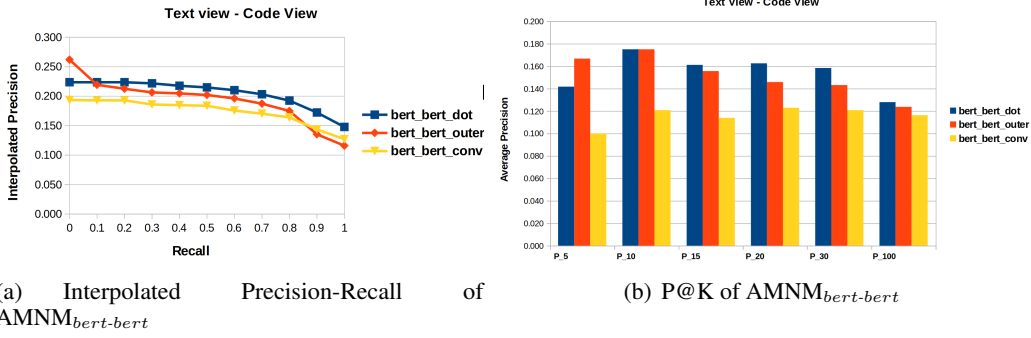 Text view - Code View
0.300
0.250
0.200
0.150
0.100
0.050
0.000
Interpolated Precision
0 0.1 0.2 0.3 0.4 0.5 0.6 0.7 0.8 0.9 1
Recall
bert_bert_dot
bert_bert_outer
bert_bert_conv
(a) Interpolated Precision-Recall of
AMNM bert-bert
Text View - Code View
0.200
0.180
0.160
0.140
0.120
0.100
0.080
0.060
0.040
0.020
0.000
Average Precision
P_5 P_10 P_15 P_20 P_30 P_100
bert_bert_dot
bert_bert_outer
bert_bert_conv
(b) P@K of AMNM bert-bert